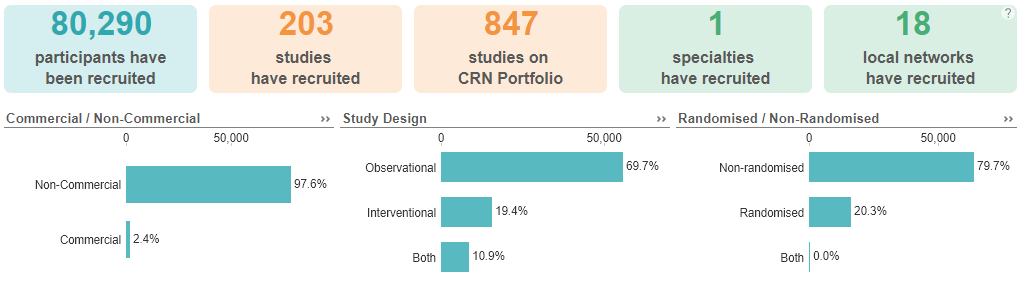 80,290
participants have
been recruited
203
studies
have recruited
847
studies on
CRN Portfolio
1
specialties
have recruited
18
local networks
have recruited
?
Commercial / Non-Commercial ››
0 50,000
Non-Commercial 97.6%
Commercial 2.4%
Study Design ››
0 50,000
Observational 69.7%
Interventional 19.4%
Both 10.9%
Randomised / Non-Randomised ››
0 50,000
Non-randomised 79.7%
Randomised 20.3%
Both 0.0%